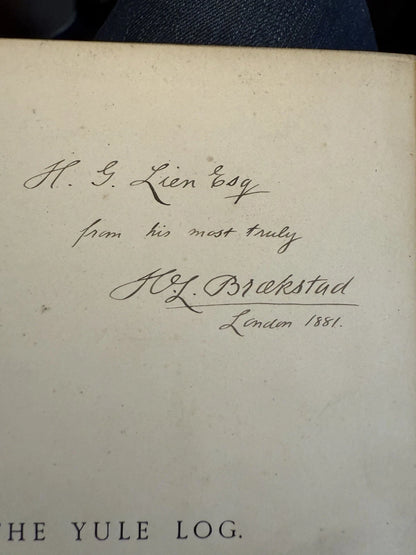 H. G. Lien Esq
from his most truly
H. L. Brækstad
London 1881.
THE YULE LOG.